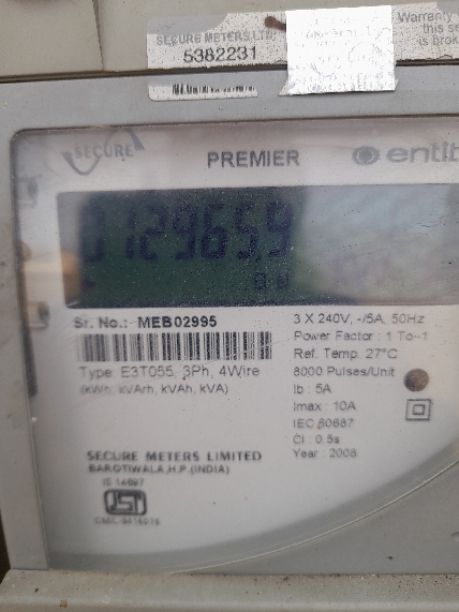 SECURE METERS LTD.
5382231
Warranty
this se
is brok
SECURE
PREMIER
entit
0129659
Sr. No.:- MEB02995
Type: E3T055, 3Ph, 4Wire
(kWh, kVArh, kVAh, kVA)
3 X 240V, -/5A, 50Hz
Power Factor : 1 To -1
Ref. Temp. 27°C
8000 Pulses/Unit
Ib : 5A
Imax : 10A
IEC 60687
Cl : 0.5s
Year : 2008
SECURE METERS LIMITED
BAROTIWALA,H.P.(INDIA)
IS 14697
ISI